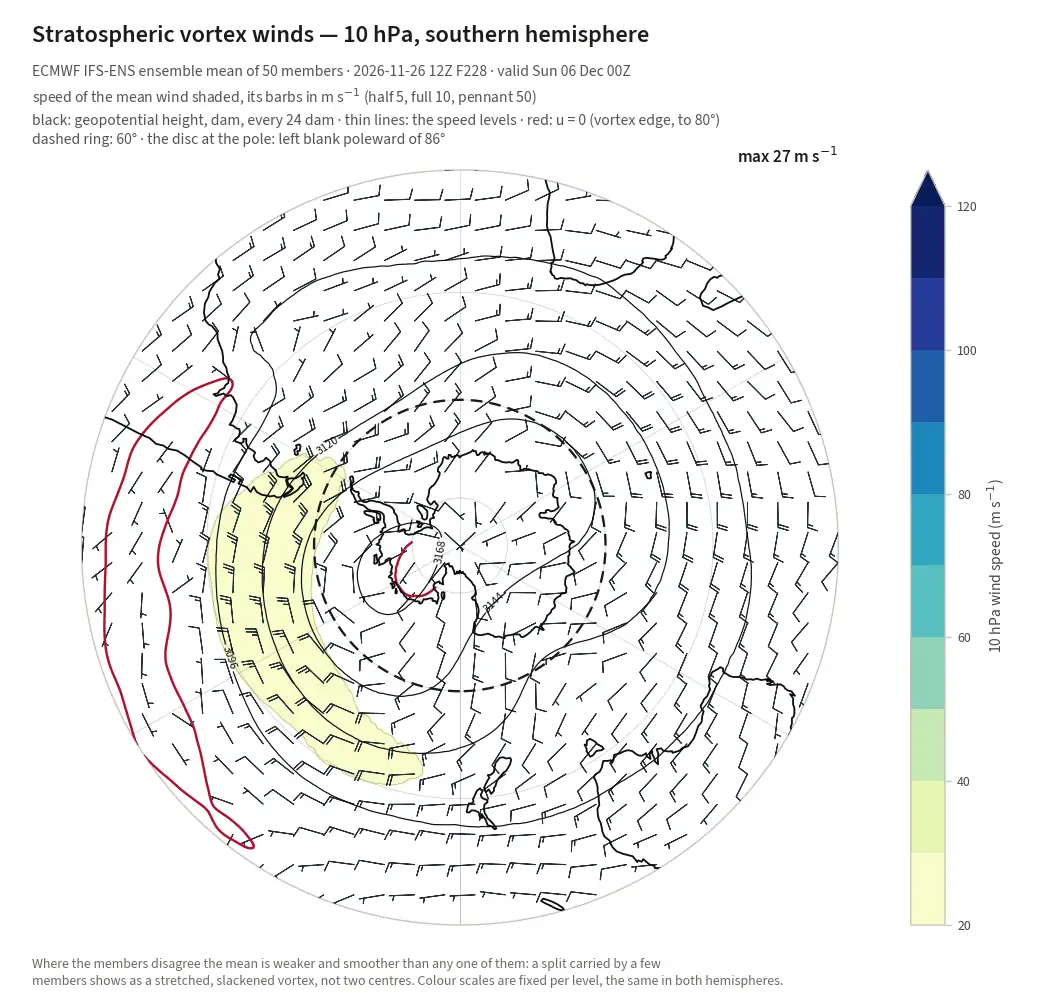 Stratospheric vortex winds — 10 hPa, southern hemisphere
ECMWF IFS-ENS ensemble mean of 50 members · 2026-11-26 12Z F228 · valid Sun 06 Dec 00Z
speed of the mean wind shaded, its barbs in m s⁻¹ (half 5, full 10, pennant 50)
black: geopotential height, dam, every 24 dam · thin lines: the speed levels · red: u = 0 (vortex edge, to 80°)
dashed ring: 60° · the disc at the pole: left blank poleward of 86°
max 27 m s⁻¹
120
100
80
60
40
20
10 hPa wind speed (m s⁻¹)
3120
3168
3144
3096
Where the members disagree the mean is weaker and smoother than any one of them: a split carried by a few
members shows as a stretched, slackened vortex, not two centres. Colour scales are fixed per level, the same in both hemispheres.